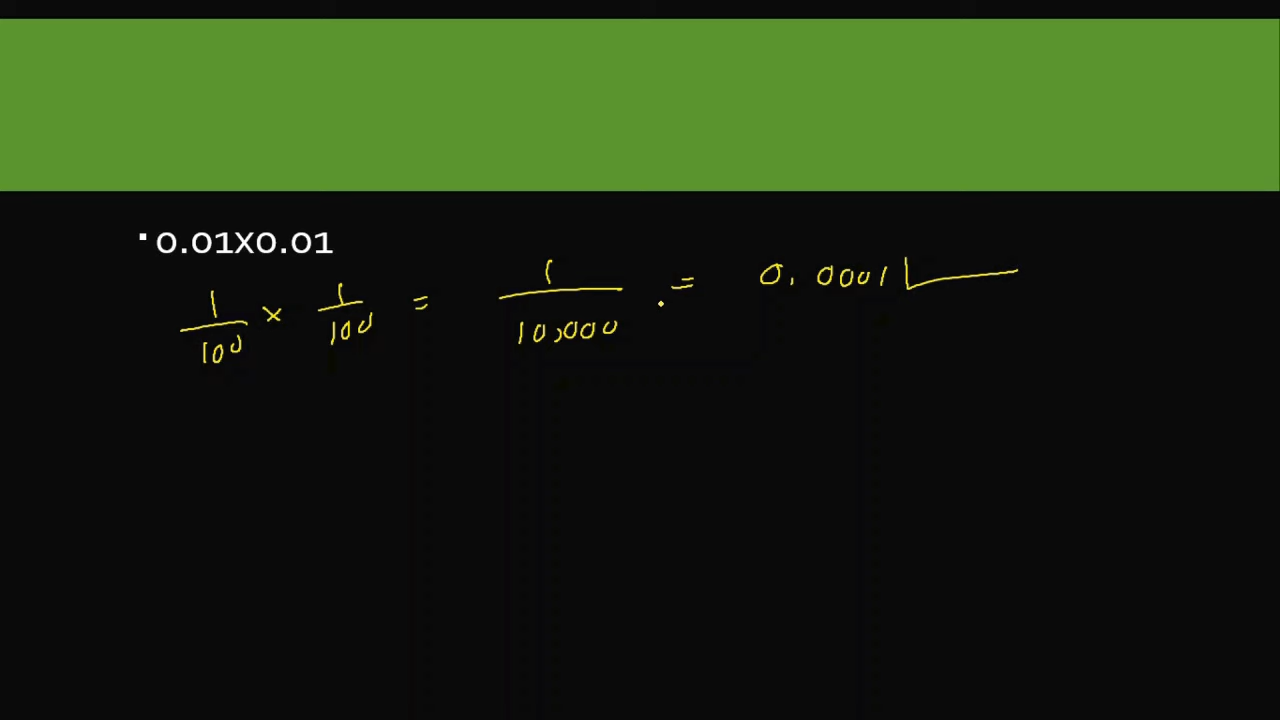 ▪0.01X0.01
1/100 × 1/100 = 1/10,000 = 0.0001